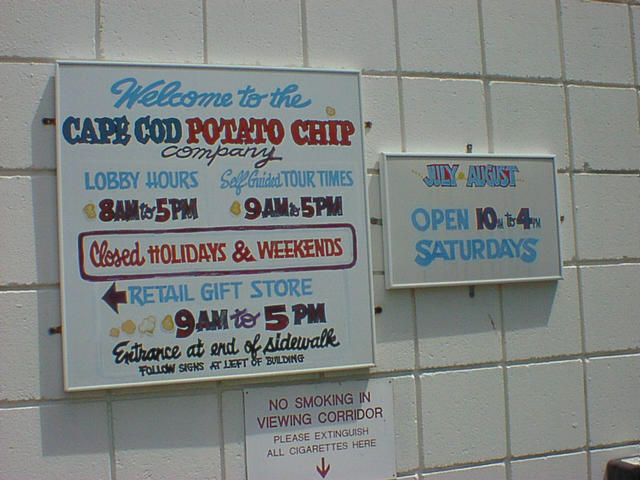 Welcome to the
CAPE COD POTATO CHIP
company
LOBBY HOURS
8AM to 5PM
Self Guided TOUR TIMES
9AM to 5PM
Closed HOLIDAYS & WEEKENDS
RETAIL GIFT STORE
9AM to 5 PM
Entrance at end of sidewalk
FOLLOW SIGNS AT LEFT OF BUILDING
JULY AUGUST
OPEN 10AM to 4PM
SATURDAYS
NO SMOKING IN
VIEWING CORRIDOR
PLEASE EXTINGUISH
ALL CIGARETTES HERE